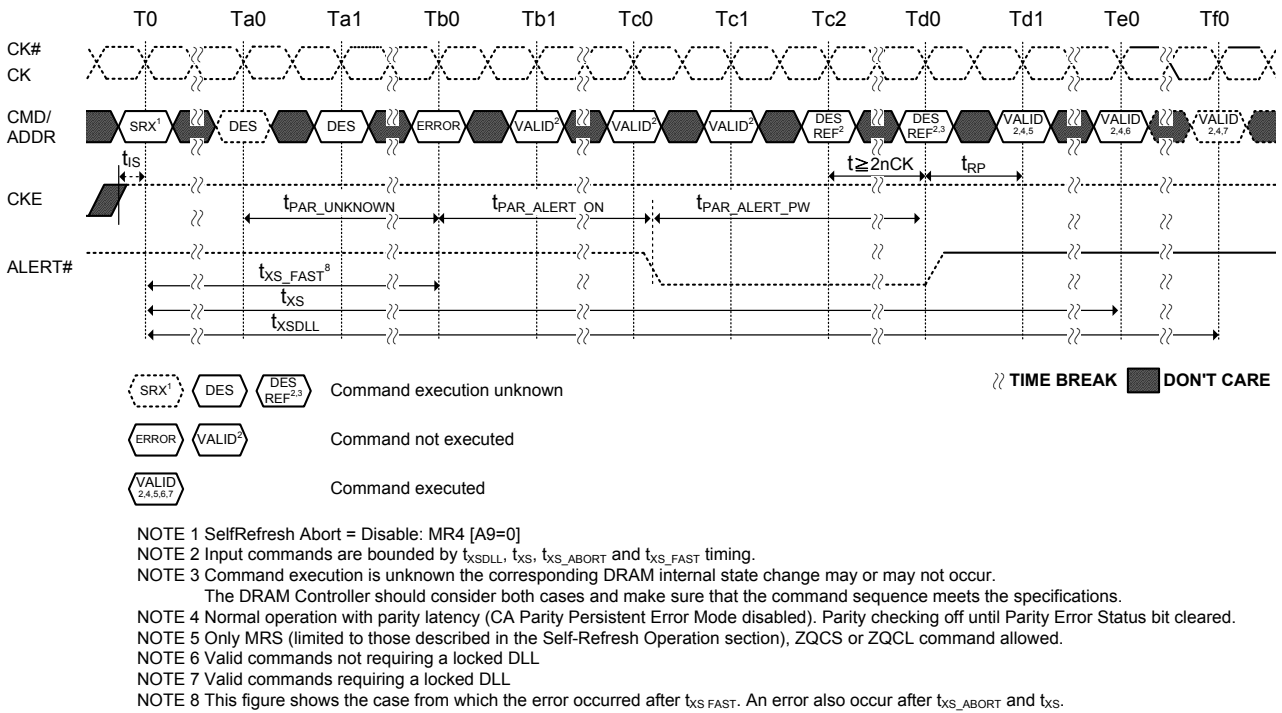 T0 Ta0 Ta1 Tb0 Tb1 Tc0 Tc1 Tc2 Td0 Td1 Te0 Tf0
CK#
CK
CMD/
ADDR
SRX1 DES DES ERROR VALID2 VALID2 VALID2 DES REF2 DES REF2,3 VALID 2,4,5 VALID 2,4,6 VALID 2,4,7
tIS
t≧2nCK tRP
CKE
tPAR_UNKNOWN tPAR_ALERT_ON tPAR_ALERT_PW
ALERT#
tXS_FAST8
tXS
tXSDLL
SRX1 DES DES REF2,3 Command execution unknown
TIME BREAK DON'T CARE
ERROR VALID2 Command not executed
VALID 2,4,5,6,7 Command executed
NOTE 1 SelfRefresh Abort = Disable: MR4 [A9=0]
NOTE 2 Input commands are bounded by tXSDLL, tXS, tXS_ABORT and tXS_FAST timing.
NOTE 3 Command execution is unknown the corresponding DRAM internal state change may or may not occur.
The DRAM Controller should consider both cases and make sure that the command sequence meets the specifications.
NOTE 4 Normal operation with parity latency (CA Parity Persistent Error Mode disabled). Parity checking off until Parity Error Status bit cleared.
NOTE 5 Only MRS (limited to those described in the Self-Refresh Operation section), ZQCS or ZQCL command allowed.
NOTE 6 Valid commands not requiring a locked DLL
NOTE 7 Valid commands requiring a locked DLL
NOTE 8 This figure shows the case from which the error occurred after tXS FAST. An error also occur after tXS_ABORT and tXS.